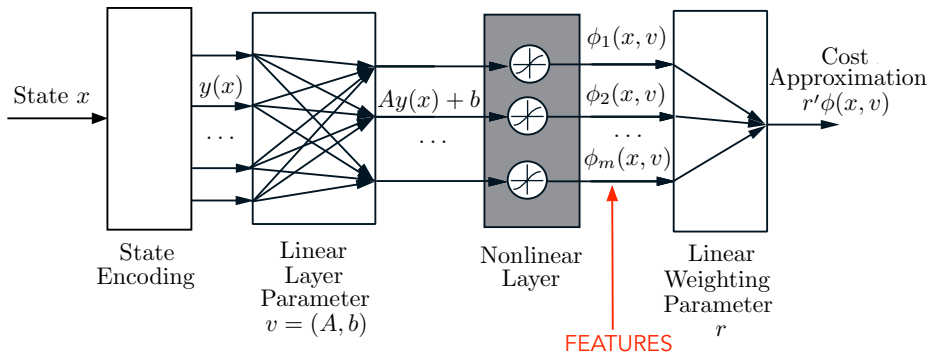 State x
y(x)
. . .
Ay(x) + b
. . .
ϕ₁(x, v)
ϕ₂(x, v)
. . .
ϕₘ(x, v)
Cost
Approximation
r′ϕ(x, v)
State
Encoding
Linear
Layer
Parameter
v = (A, b)
Nonlinear
Layer
Linear
Weighting
Parameter
r
FEATURES